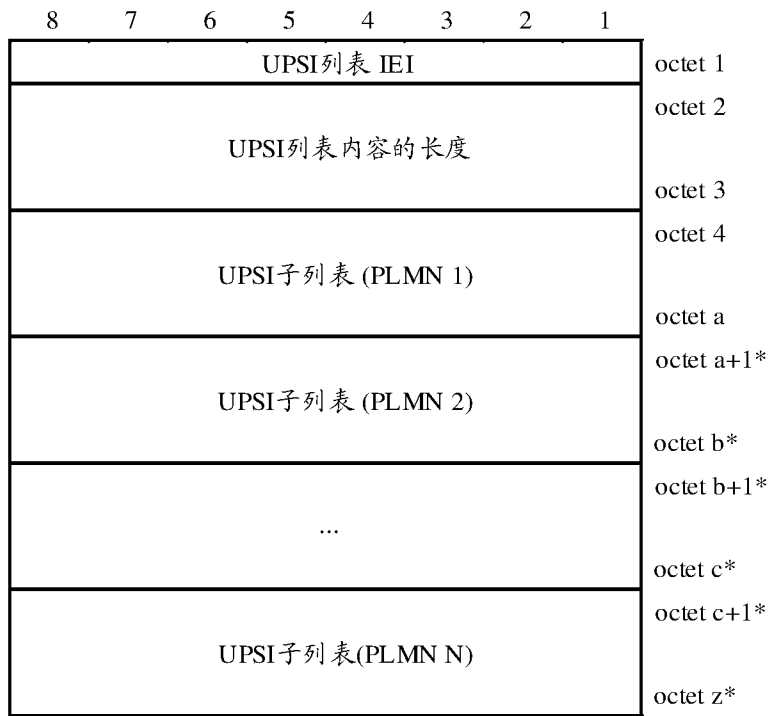 8 7 6 5 4 3 2 1
UPSI列表 IEI octet 1
octet 2
UPSI列表内容的长度
octet 3
octet 4
UPSI子列表 (PLMN 1)
octet a
octet a+1*
UPSI子列表 (PLMN 2)
octet b*
octet b+1*
...
octet c*
octet c+1*
UPSI子列表(PLMN N)
octet z*